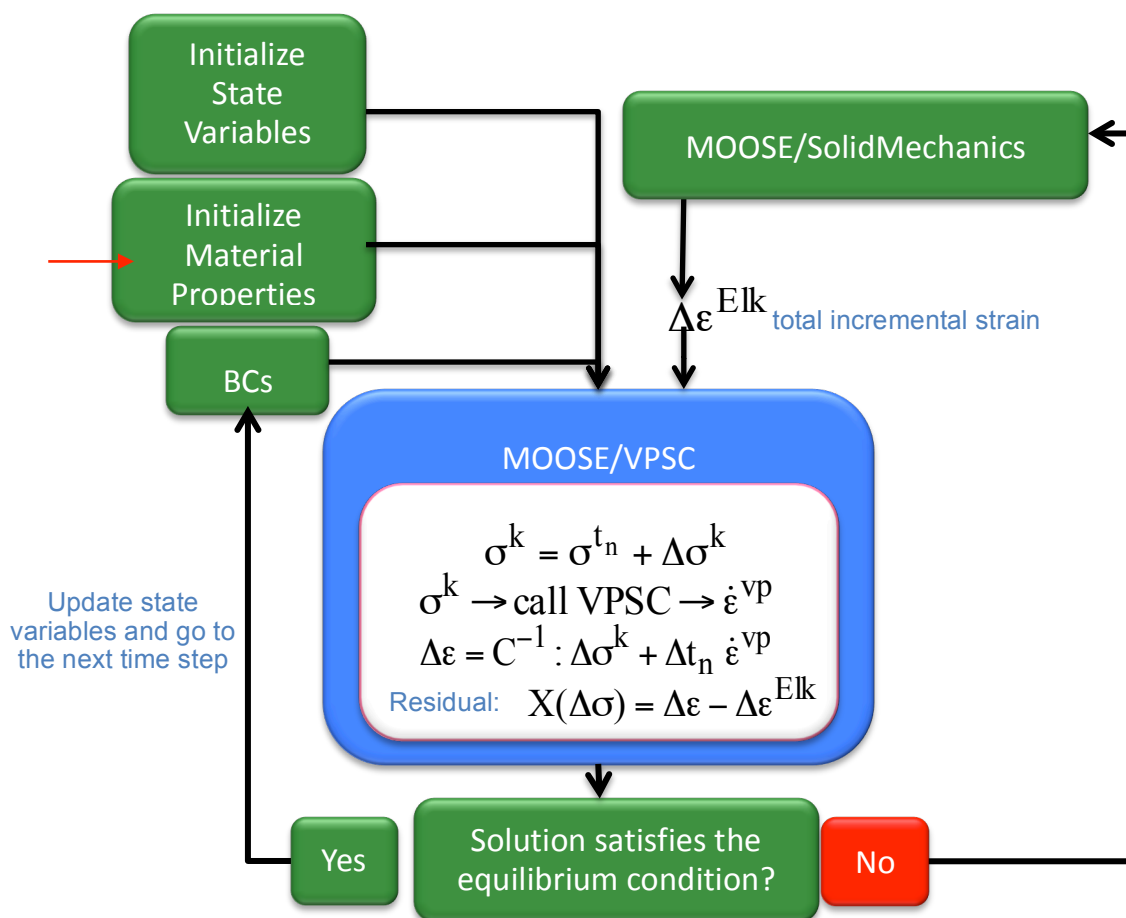 Initialize
State
Variables
MOOSE/SolidMechanics
Initialize
Material
Properties
Δε^Elk total incremental strain
BCs
MOOSE/VPSC
σ^k = σ^{t_n} + Δσ^k
σ^k → call VPSC → ε̇^vp
Δε = C^{-1} : Δσ^k + Δt_n ε̇^vp
Residual: X(Δσ) = Δε − Δε^Elk
Update state
variables and go to
the next time step
Yes
Solution satisfies the
equilibrium condition?
No